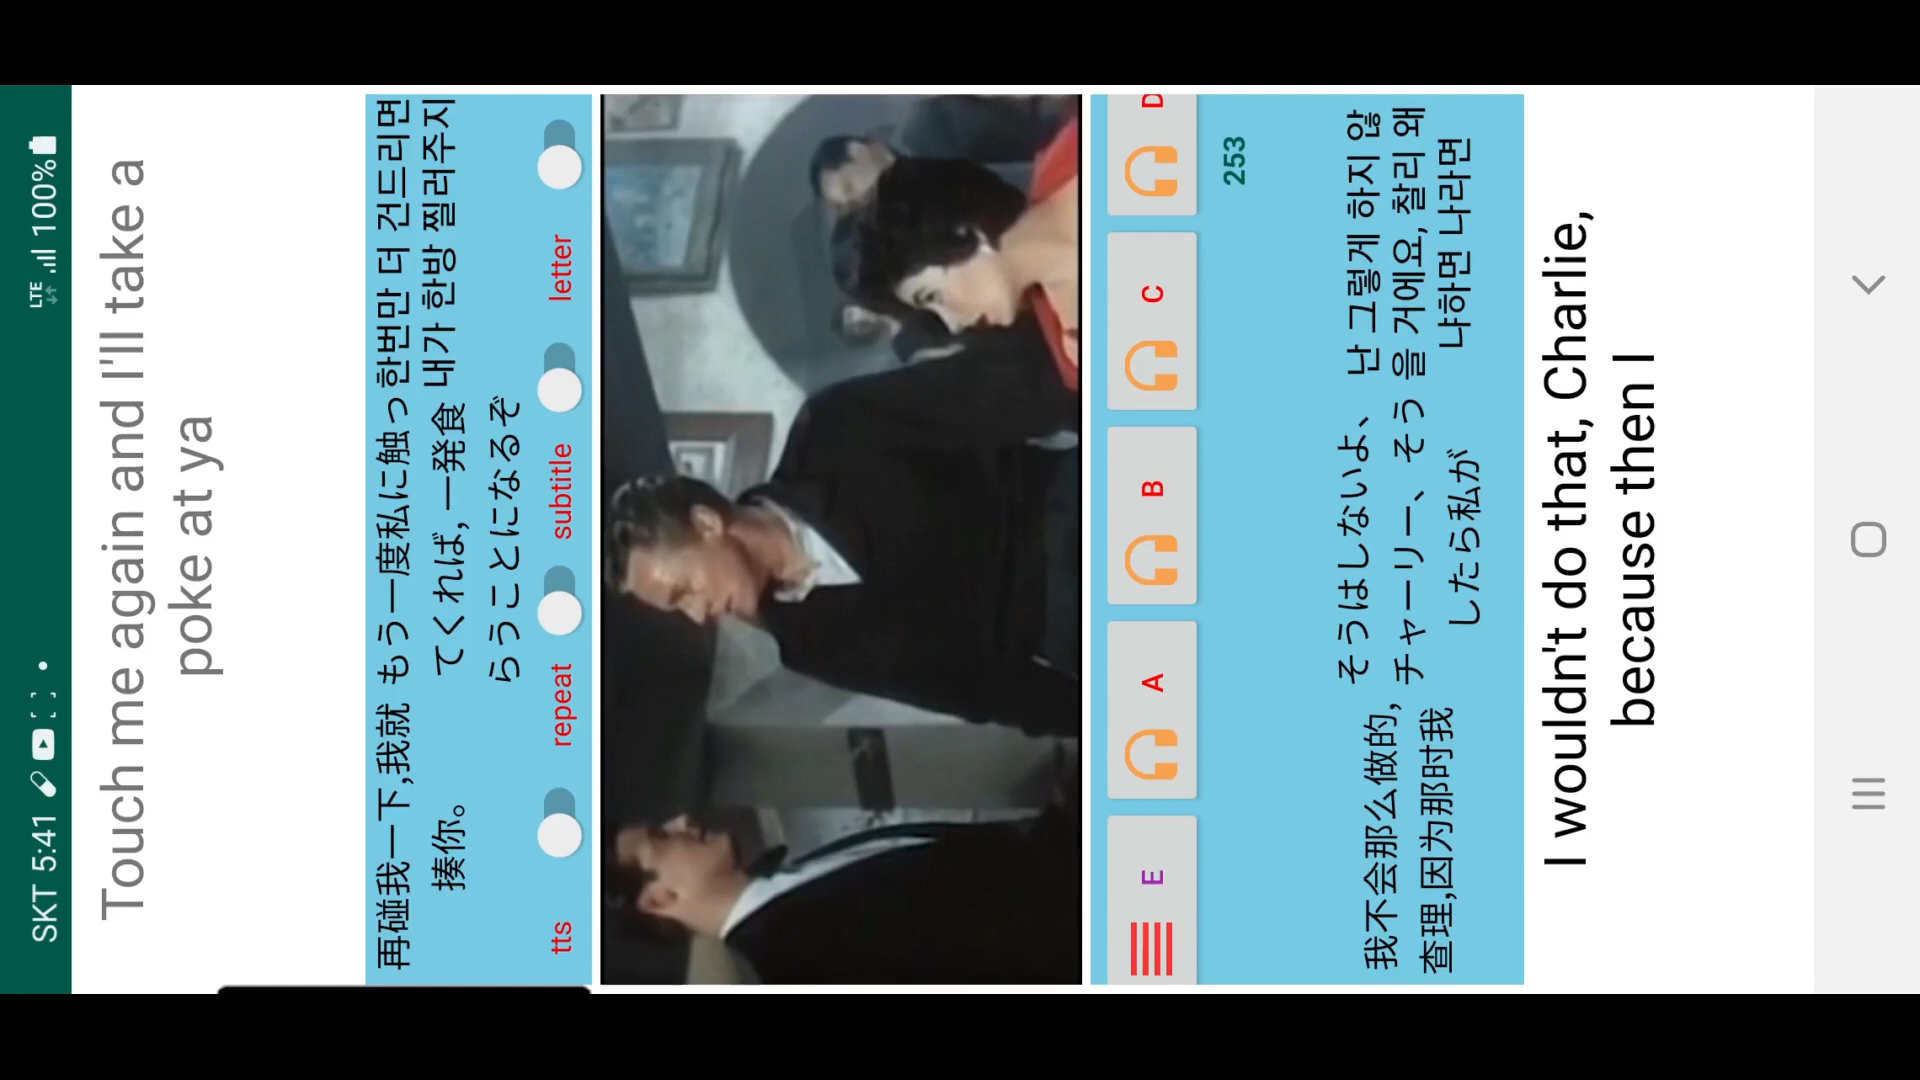 SKT 5:41
LTE 100%
Touch me again and I'll take a
poke at ya
再碰我一下,我就
揍你。
もう一度私に触っ
てくれば, 一発食
らうことになるぞ
한번만 더 건드리면
내가 한방 찔러주지
tts
repeat
subtitle
letter
E
A
B
C
D
253
我不会那么做的,
查理,因为那时我
そうはしないよ、
チャーリー、そう
したら私が
난 그렇게 하지 않
을 거에요, 찰리 왜
냐하면 나라면
I wouldn't do that, Charlie,
because then I